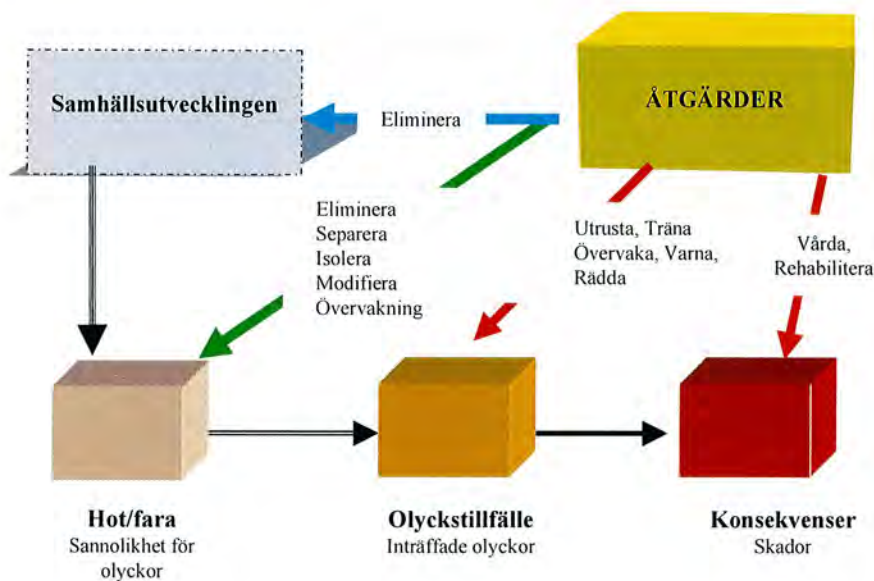 Samhällsutvecklingen
ÅTGÄRDER
Eliminera
Eliminera
Separera
Isolera
Modifiera
Övervakning
Utrusta, Träna
Övervaka, Varna,
Rädda
Vårda,
Rehabilitera
Hot/fara
Sannolikhet för
olyckor
Olyckstillfälle
Inträffade olyckor
Konsekvenser
Skador